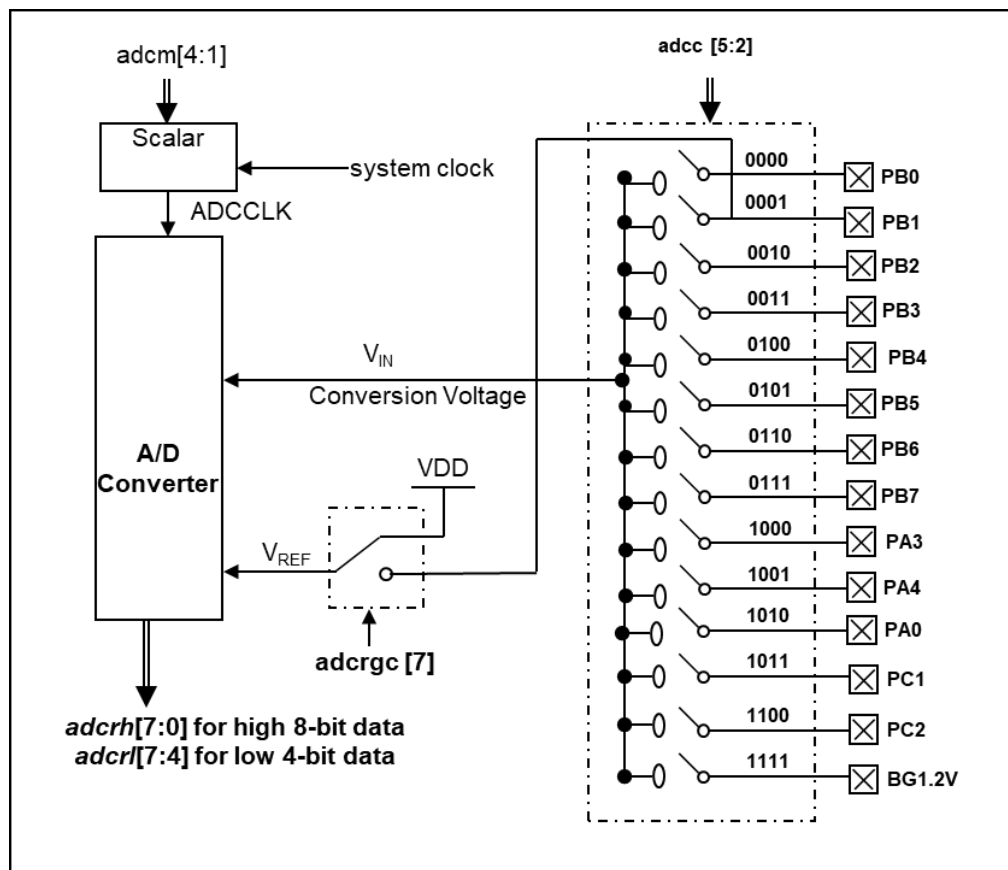 adcm[4:1]
adcc [5:2]
Scalar
system clock
ADCCLK
0000 PB0
0001 PB1
0010 PB2
0011 PB3
VIN
0100 PB4
Conversion Voltage
0101 PB5
A/D
Converter
0110 PB6
VDD
0111 PB7
VREF
1000 PA3
1001 PA4
1010 PA0
adcrgc [7]
1011 PC1
adcrh[7:0] for high 8-bit data
1100 PC2
adcrl[7:4] for low 4-bit data
1111 BG1.2V